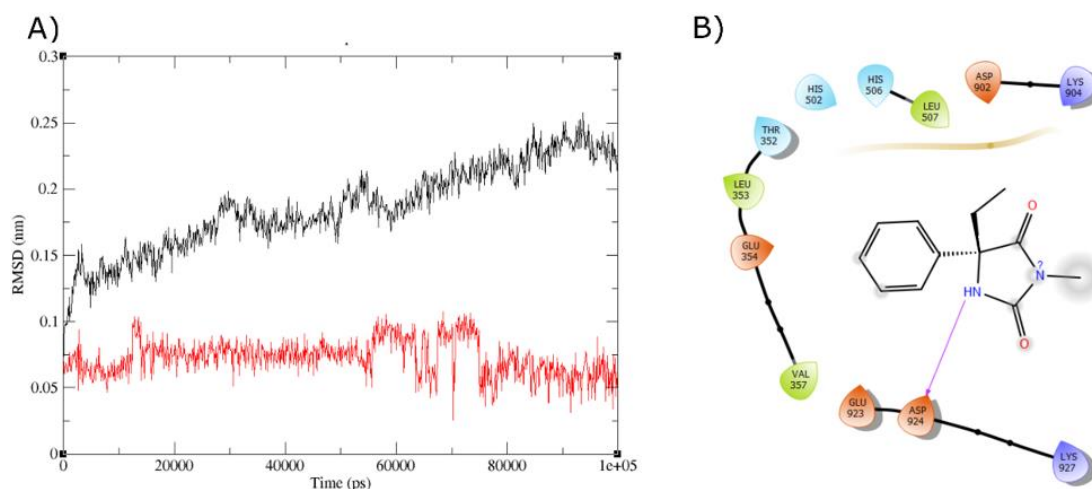 A)
0.3
0.25
0.2
0.15
0.1
0.05
0
RMSD (nm)
0
20000
40000
60000
80000
1e+05
Time (ps)
B)
HIS
502
HIS
506
LEU
507
ASP
902
LYS
904
THR
352
LEU
353
GLU
354
VAL
357
O
?
N
HN
O
GLU
923
ASP
924
LYS
927